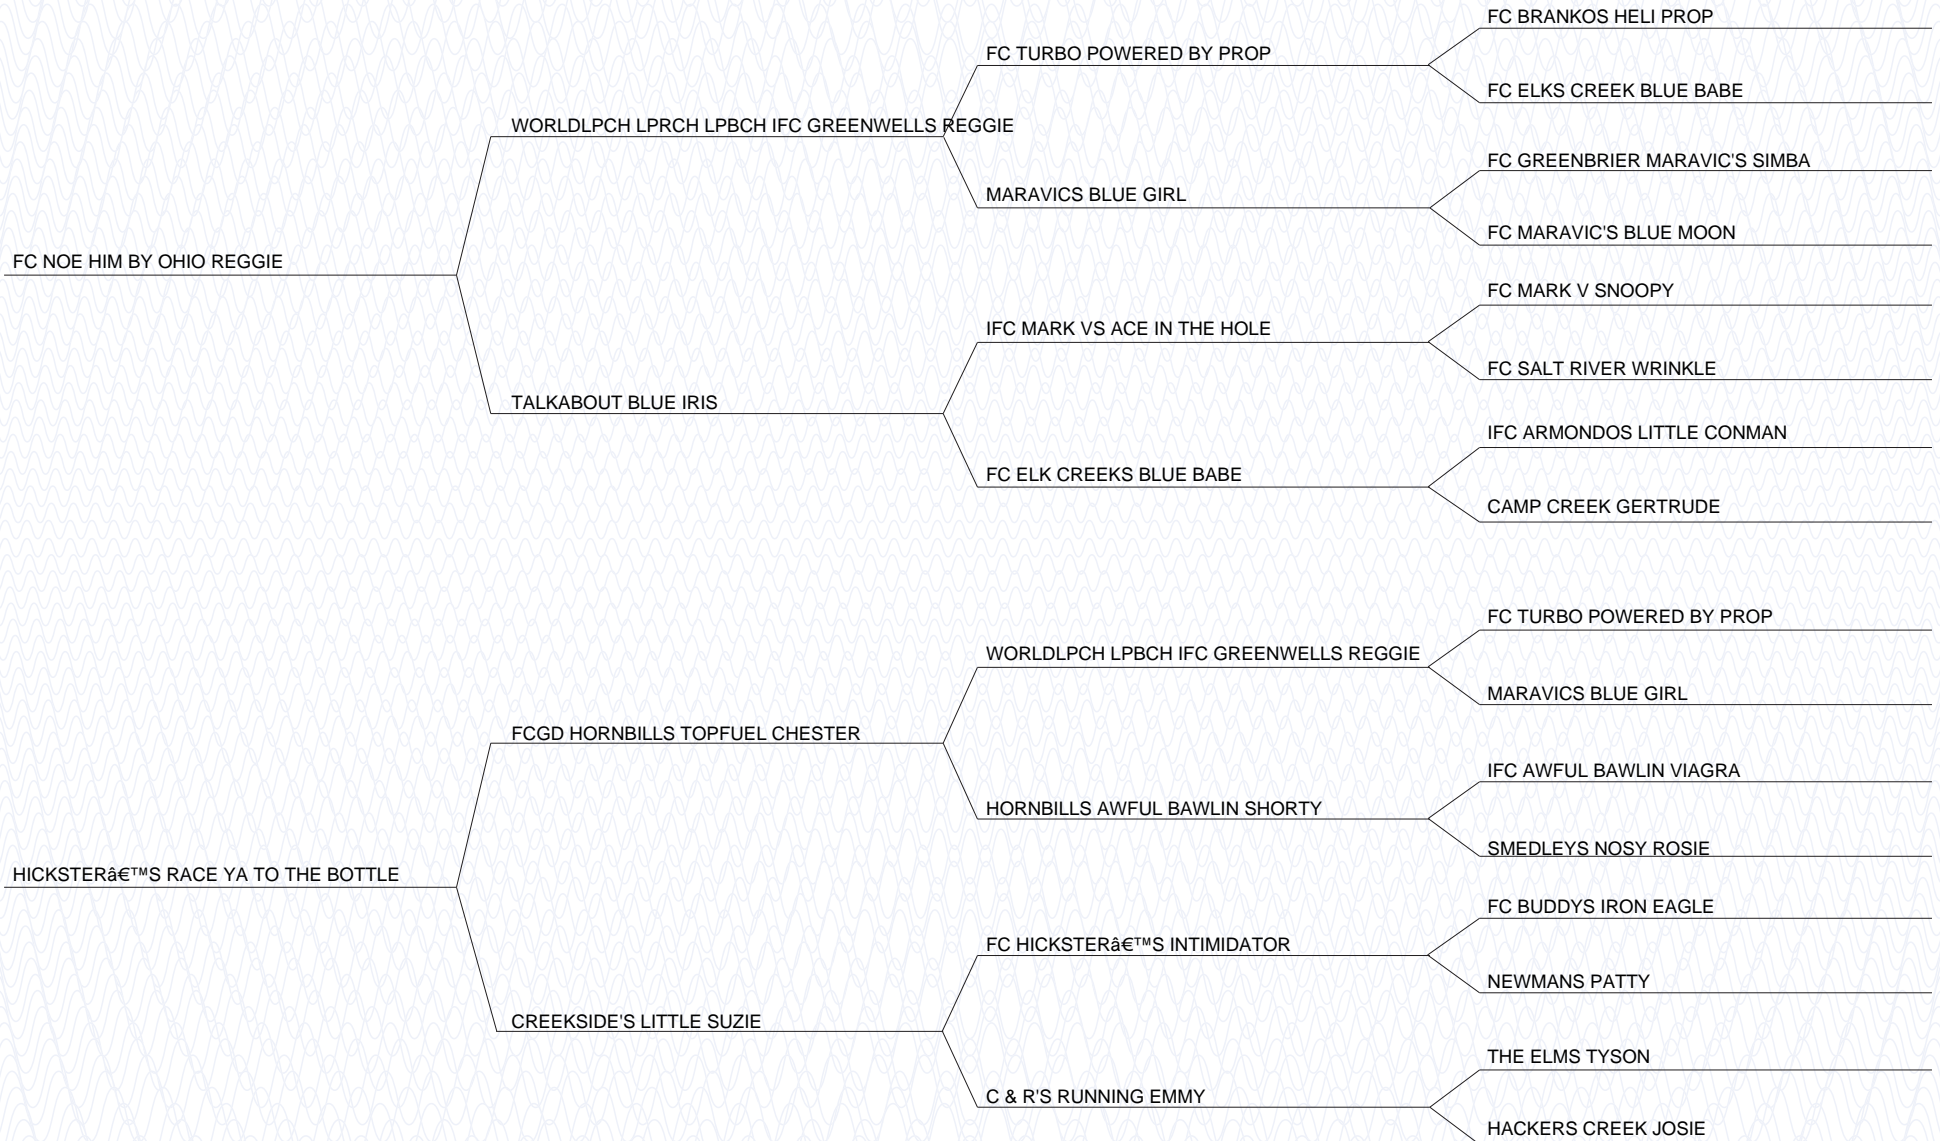 FC BRANKOS HELI PROP
FC TURBO POWERED BY PROP
FC ELKS CREEK BLUE BABE
WORLDLPCH LPRCH LPBCH IFC GREENWELLS REGGIE
FC GREENBRIER MARAVIC'S SIMBA
MARAVICS BLUE GIRL
FC MARAVIC'S BLUE MOON
FC NOE HIM BY OHIO REGGIE
FC MARK V SNOOPY
IFC MARK VS ACE IN THE HOLE
FC SALT RIVER WRINKLE
TALKABOUT BLUE IRIS
IFC ARMONDOS LITTLE CONMAN
FC ELK CREEKS BLUE BABE
CAMP CREEK GERTRUDE
FC TURBO POWERED BY PROP
WORLDLPCH LPBCH IFC GREENWELLS REGGIE
MARAVICS BLUE GIRL
FCGD HORNBILLS TOPFUEL CHESTER
IFC AWFUL BAWLIN VIAGRA
HORNBILLS AWFUL BAWLIN SHORTY
SMEDLEYS NOSY ROSIE
HICKSTERâ€™S RACE YA TO THE BOTTLE
FC BUDDYS IRON EAGLE
FC HICKSTERâ€™S INTIMIDATOR
NEWMANS PATTY
CREEKSIDE'S LITTLE SUZIE
THE ELMS TYSON
C & R'S RUNNING EMMY
HACKERS CREEK JOSIE